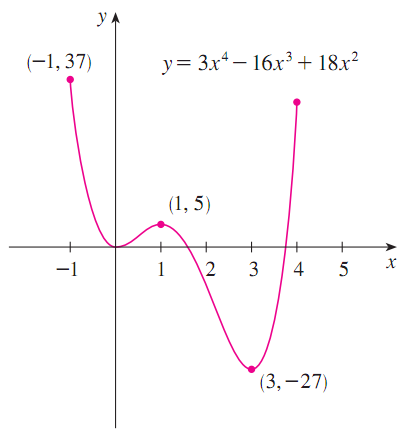 y
(−1, 37)
y = 3x⁴ − 16x³ + 18x²
(1, 5)
−1 1 2 3 4 5 x
(3, −27)